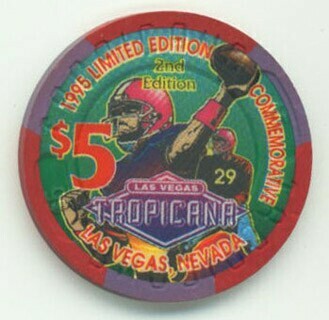 1995 LIMITED EDITION COMMEMORATIVE
2nd
Edition
$5
29
LAS VEGAS
TROPICANA
LAS VEGAS, NEVADA